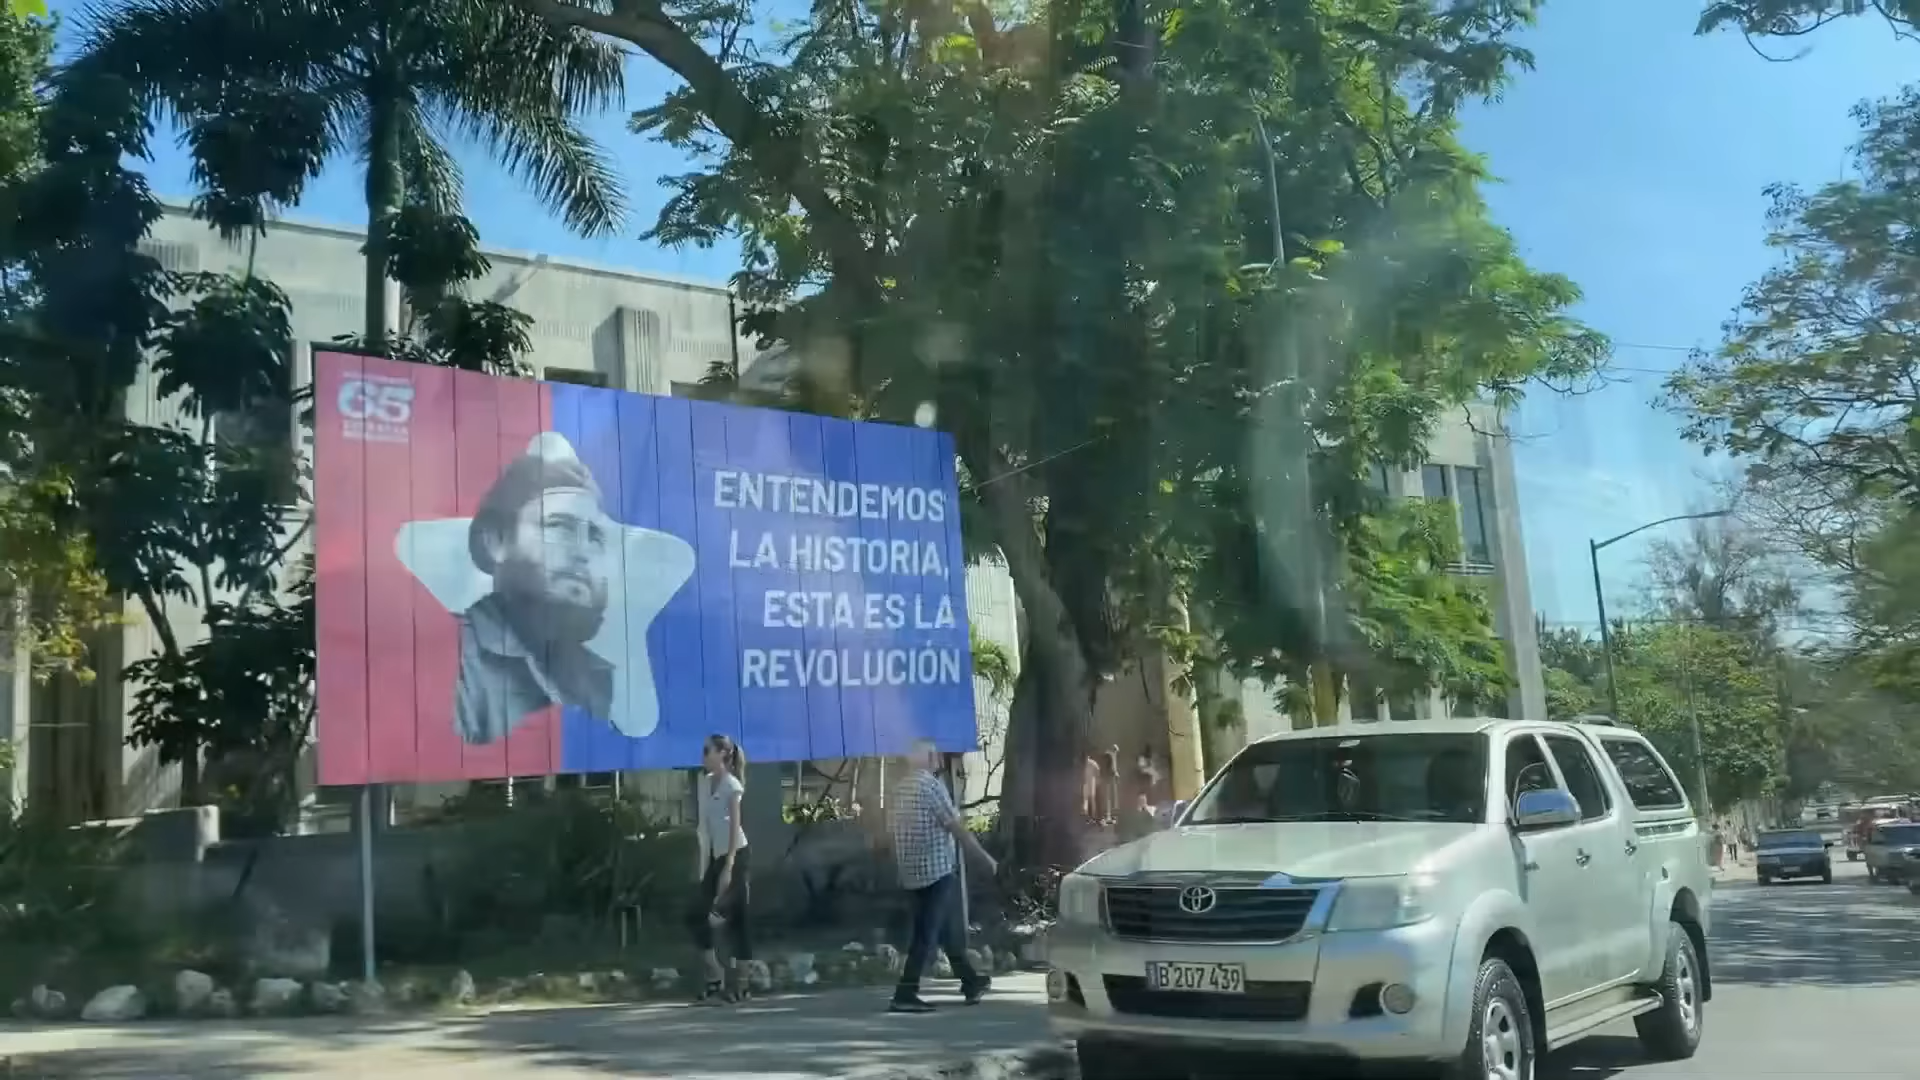 65
ENTENDEMOS
LA HISTORIA,
ESTA ES LA
REVOLUCIÓN
B 207 439